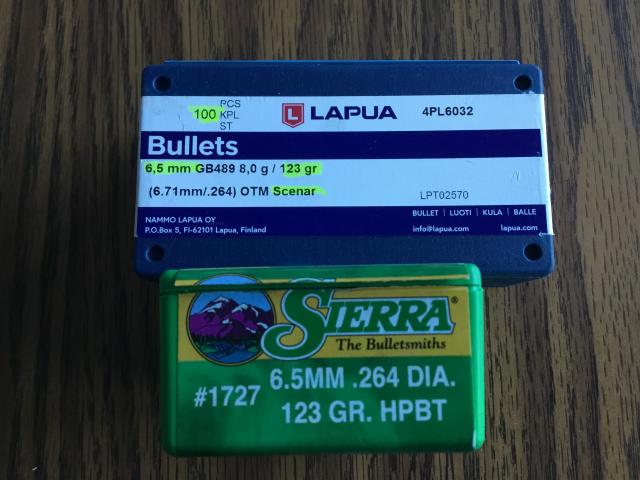 100 PCS
KPL
ST
LAPUA
4PL6032
Bullets
6,5 mm GB489 8,0 g / 123 gr
(6.71mm/.264) OTM Scenar
LPT02570
NAMMO LAPUA OY
P.O.Box 5, FI-62101 Lapua, Finland
BULLET | LUOTI | KULA | BALLE
info@lapua.com lapua.com
SIERRA®
The Bulletsmiths
#1727
6.5MM .264 DIA.
123 GR. HPBT